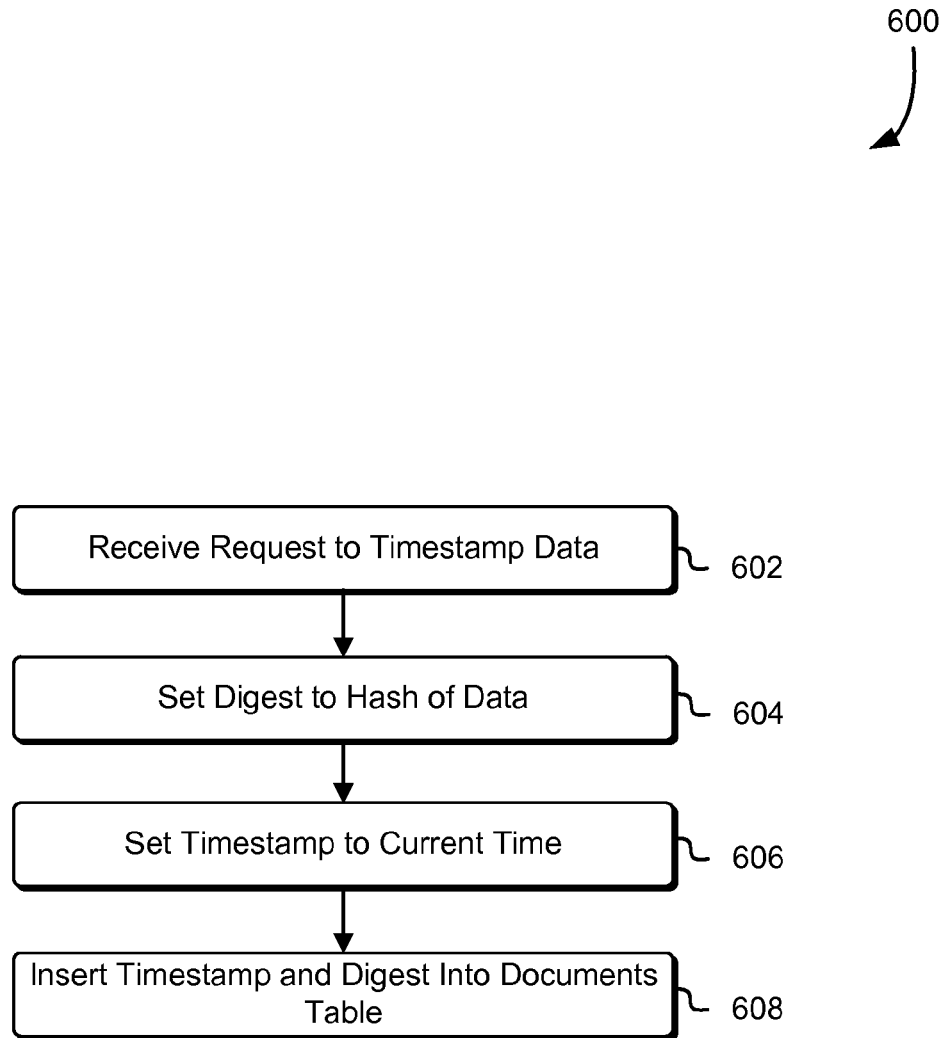 600
Receive Request to Timestamp Data
602
Set Digest to Hash of Data
604
Set Timestamp to Current Time
606
Insert Timestamp and Digest Into Documents
Table
608